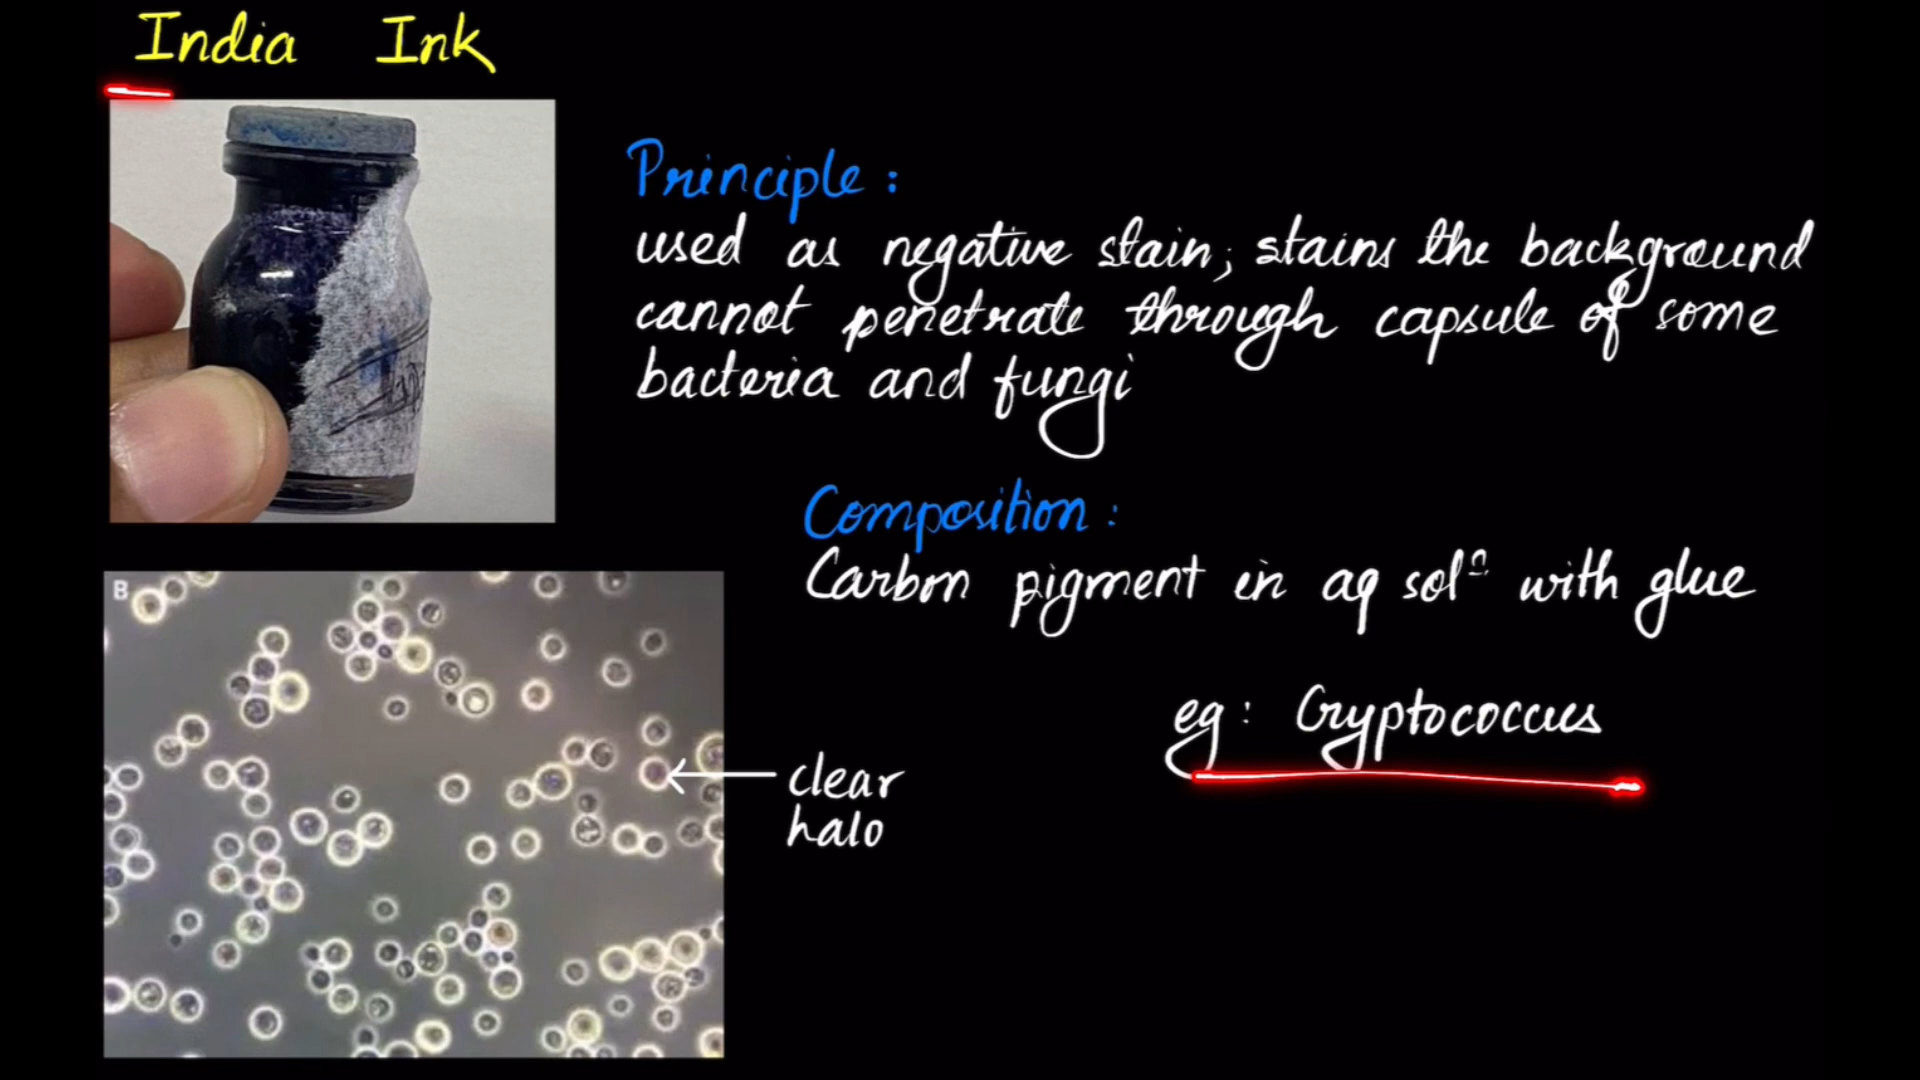 India Ink
Principle :
used as negative stain; stains the background
cannot penetrate through capsule of some
bacteria and fungi
Composition :
Carbon pigment in aq solⁿ with glue
B
eg : Cryptococcus
clear
halo